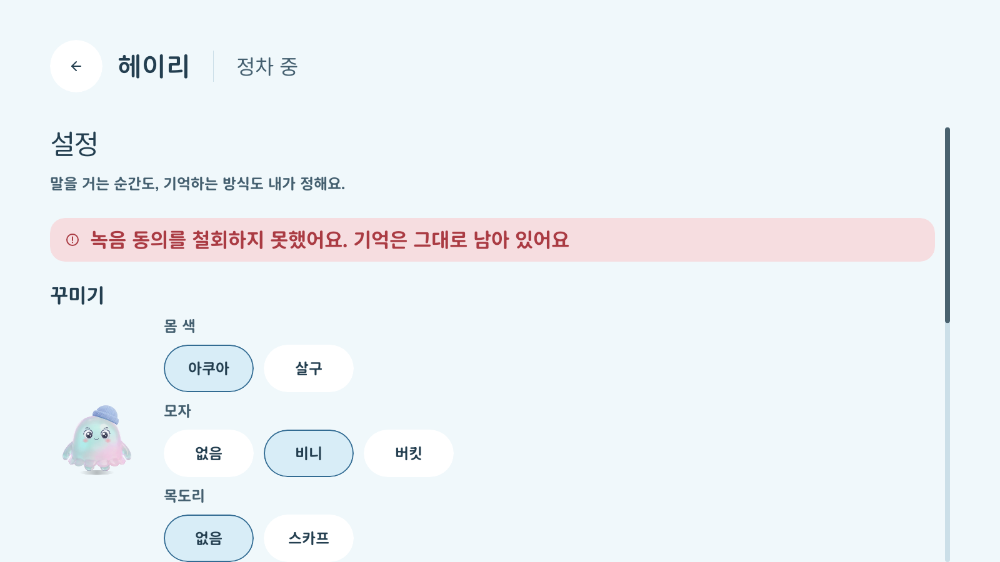 헤이리
정차 중
설정
말을 거는 순간도, 기억하는 방식도 내가 정해요.
녹음 동의를 철회하지 못했어요. 기억은 그대로 남아 있어요
꾸미기
몸 색
아쿠아
살구
모자
없음
비니
버킷
목도리
없음
스카프